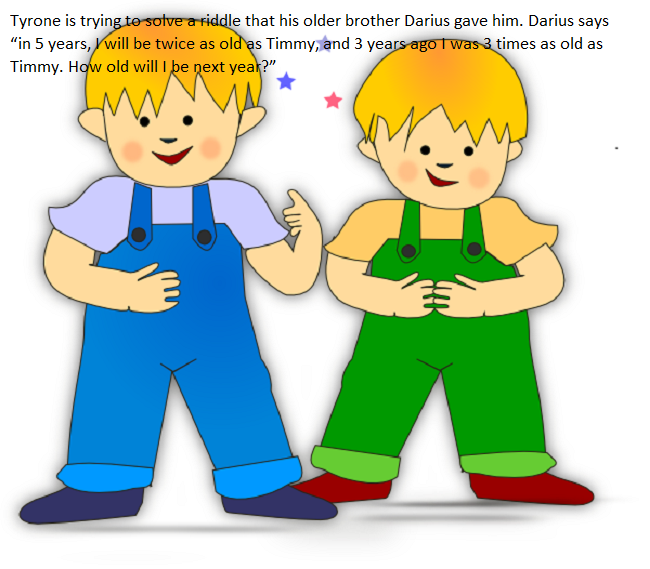 Tyrone is trying to solve a riddle that his older brother Darius gave him. Darius says
“in 5 years, I will be twice as old as Timmy, and 3 years ago I was 3 times as old as
Timmy. How old will I be next year?”